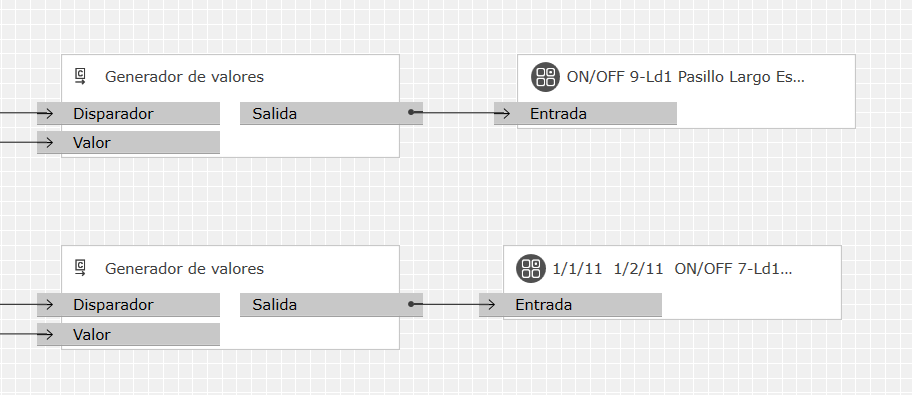 Generador de valores
ON/OFF 9-Ld1 Pasillo Largo Es...
Disparador
Salida
Entrada
Valor
Generador de valores
1/1/11 1/2/11 ON/OFF 7-Ld1...
Disparador
Salida
Entrada
Valor